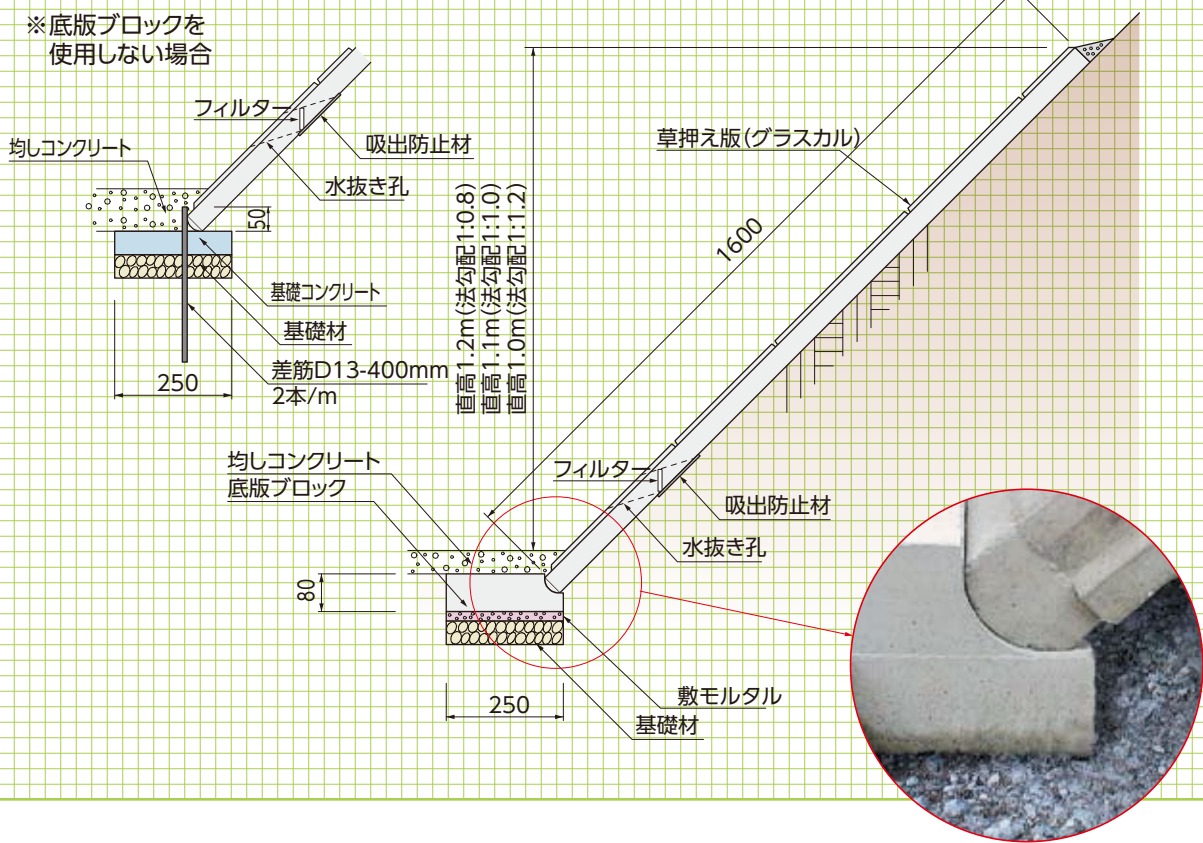 ※底版ブロックを
使用しない場合
フィルター
吸出防止材
均しコンクリート
水抜き孔
50
基礎コンクリート
基礎材
差筋D13-400mm
2本/m
250
直高1.2m(法勾配1:0.8)
直高1.1m(法勾配1:1.0)
直高1.0m(法勾配1:1.2)
1600
草押え版(グラスカル)
均しコンクリート
底版ブロック
フィルター
吸出防止材
水抜き孔
80
250
敷モルタル
基礎材